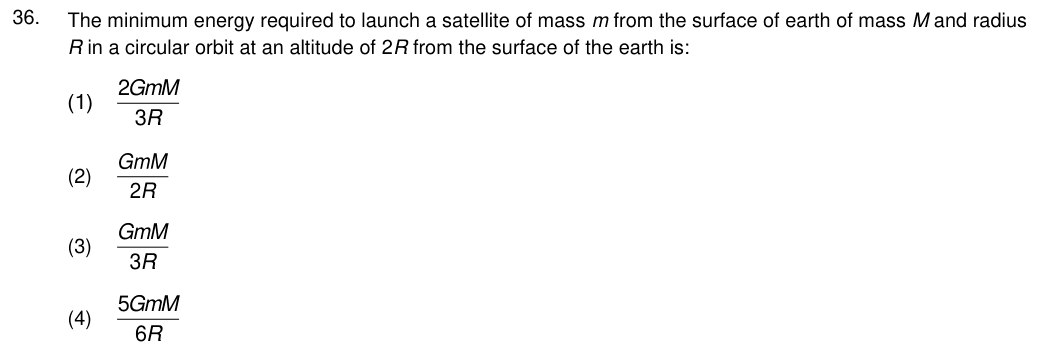 36. The minimum energy required to launch a satellite of mass m from the surface of earth of mass M and radius
R in a circular orbit at an altitude of 2R from the surface of the earth is:
(1) 2GmM
3R
(2) GmM
2R
(3) GmM
3R
(4) 5GmM
6R